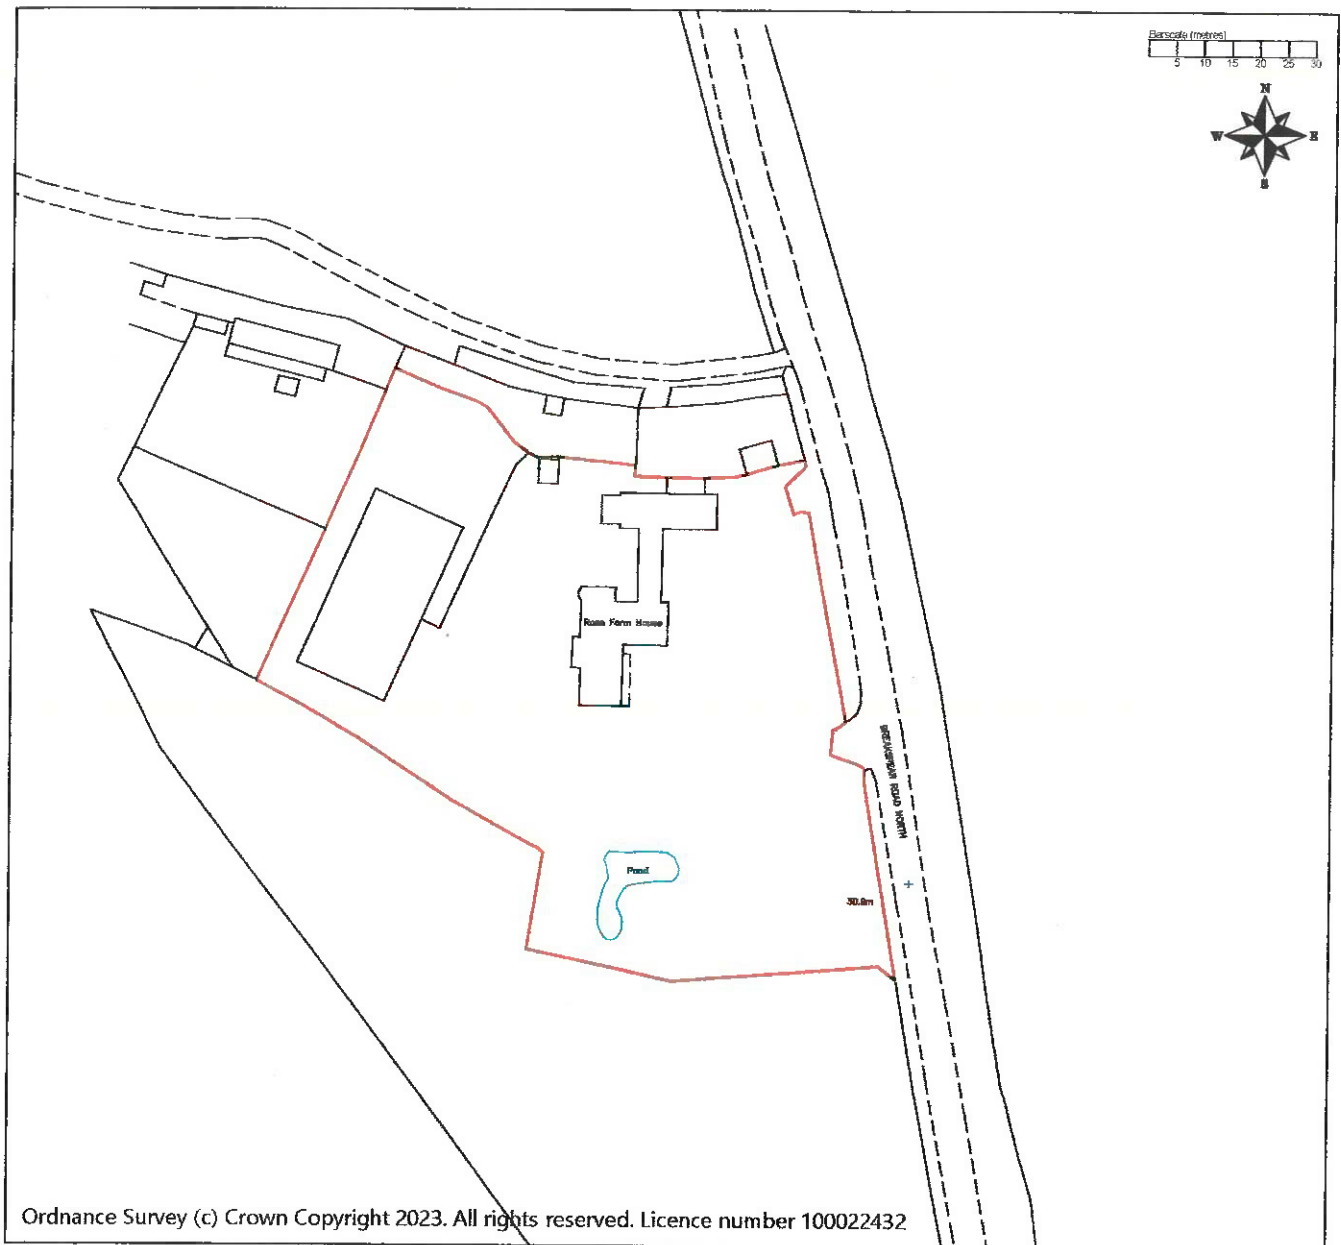 Barscale (metres)
5 10 15 20 25 30
N
W E
S
Rose Farm House
BREAKSPEAR ROAD NORTH
Pond
50.9m
Ordnance Survey (c) Crown Copyright 2023. All rights reserved. Licence number 100022432